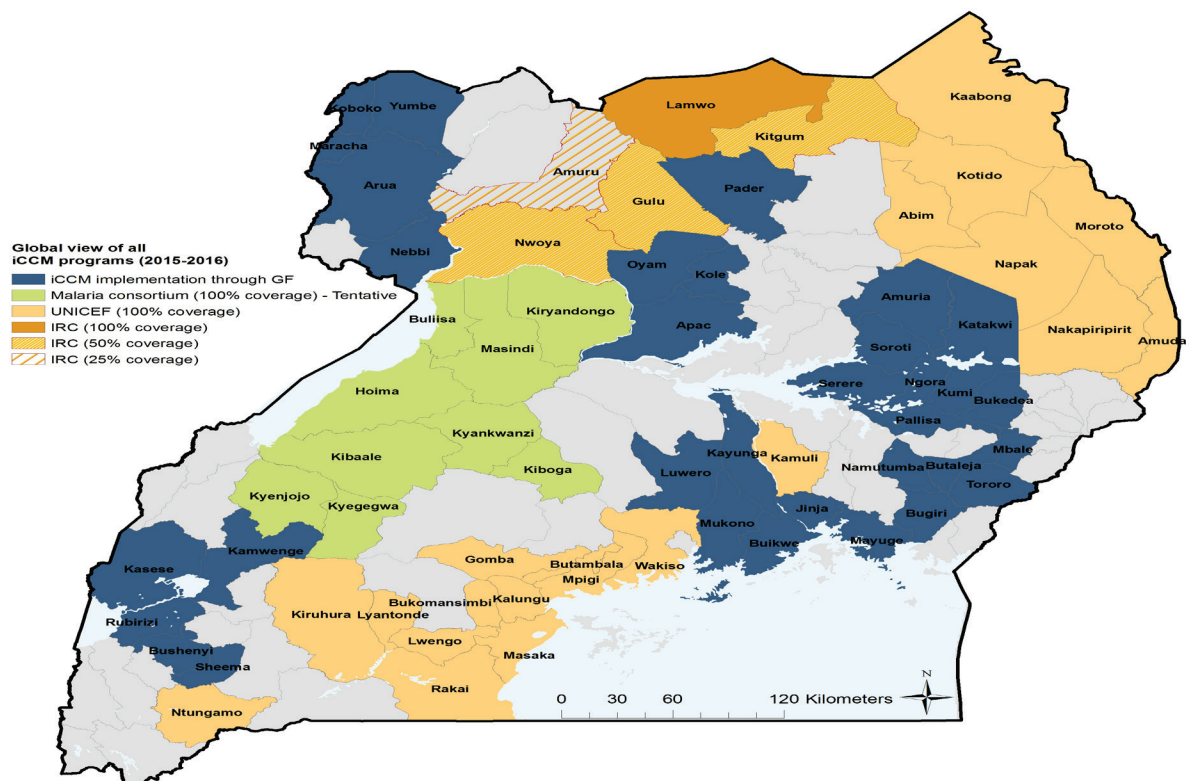 Kaabong
Lamwo
Koboko
Yumbe
Kitgum
Maracha
Amuru
Kotido
Arua
Pader
Gulu
Abim
Moroto
Nwoya
Nebbi
Oyam
Kole
Napak
Global view of all
iCCM programs (2015-2016)
iCCM implementation through GF
Malaria consortium (100% coverage) - Tentative
UNICEF (100% coverage)
IRC (100% coverage)
IRC (50% coverage)
IRC (25% coverage)
Amuria
Katakwi
Buliisa
Kiryandongo
Apac
Nakapiripirit
Amuda
Masindi
Soroti
Hoima
Serere
Ngora
Kumi
Bukedea
Pallisa
Kyankwanzi
Kibaale
Kiboga
Kayunga
Kamuli
Mbale
Luwero
Namutumba
Butaleja
Tororo
Kyenjojo
Kyegegwa
Jinja
Bugiri
Mukono
Kamwenge
Buikwe
Mayuge
Kasese
Gomba
Butambala
Wakiso
Mpigi
Kiruhura
Bukomansimbi
Kalungu
Lyantonde
Rubirizi
Lwengo
Bushenyi
Masaka
Sheema
Rakai
Ntungamo
N
0 30 60 120 Kilometers